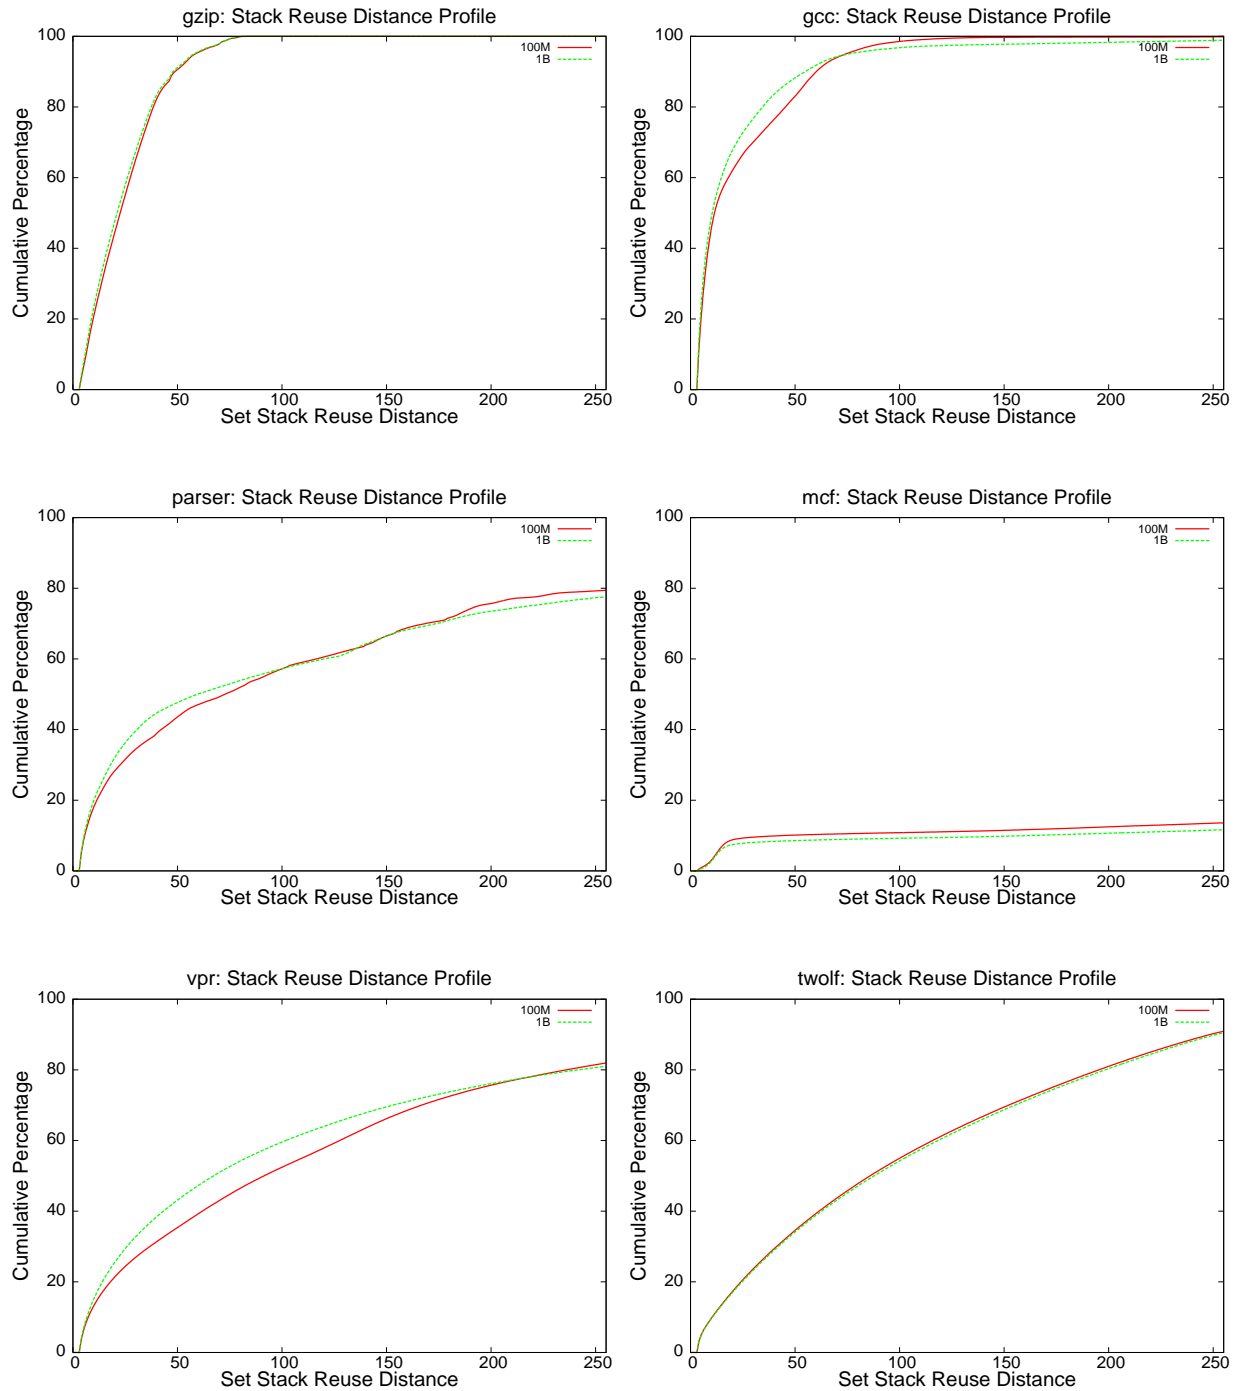 gzip: Stack Reuse Distance Profile
100
80
60
40
20
0
Cumulative Percentage
100M
1B
0 50 100 150 200 250
Set Stack Reuse Distance
gcc: Stack Reuse Distance Profile
100
80
60
40
20
0
Cumulative Percentage
100M
1B
0 50 100 150 200 250
Set Stack Reuse Distance
parser: Stack Reuse Distance Profile
100
80
60
40
20
0
Cumulative Percentage
100M
1B
0 50 100 150 200 250
Set Stack Reuse Distance
mcf: Stack Reuse Distance Profile
100
80
60
40
20
0
Cumulative Percentage
100M
1B
0 50 100 150 200 250
Set Stack Reuse Distance
vpr: Stack Reuse Distance Profile
100
80
60
40
20
0
Cumulative Percentage
100M
1B
0 50 100 150 200 250
Set Stack Reuse Distance
twolf: Stack Reuse Distance Profile
100
80
60
40
20
0
Cumulative Percentage
100M
1B
0 50 100 150 200 250
Set Stack Reuse Distance